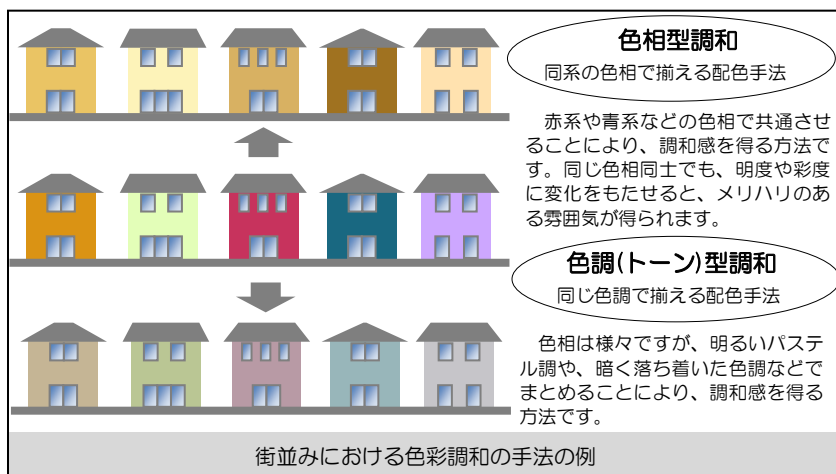 色相型調和
同系の色相で揃える配色手法
赤系や青系などの色相で共通させ
ることにより、調和感を得る方法で
す。同じ色相同士でも、明度や彩度
に変化をもたせると、メリハリのあ
る雰囲気が得られます。
色調(トーン)型調和
同じ色調で揃える配色手法
色相は様々ですが、明るいパステ
ル調や、暗く落ち着いた色調などで
まとめることにより、調和感を得る
方法です。
街並みにおける色彩調和の手法の例